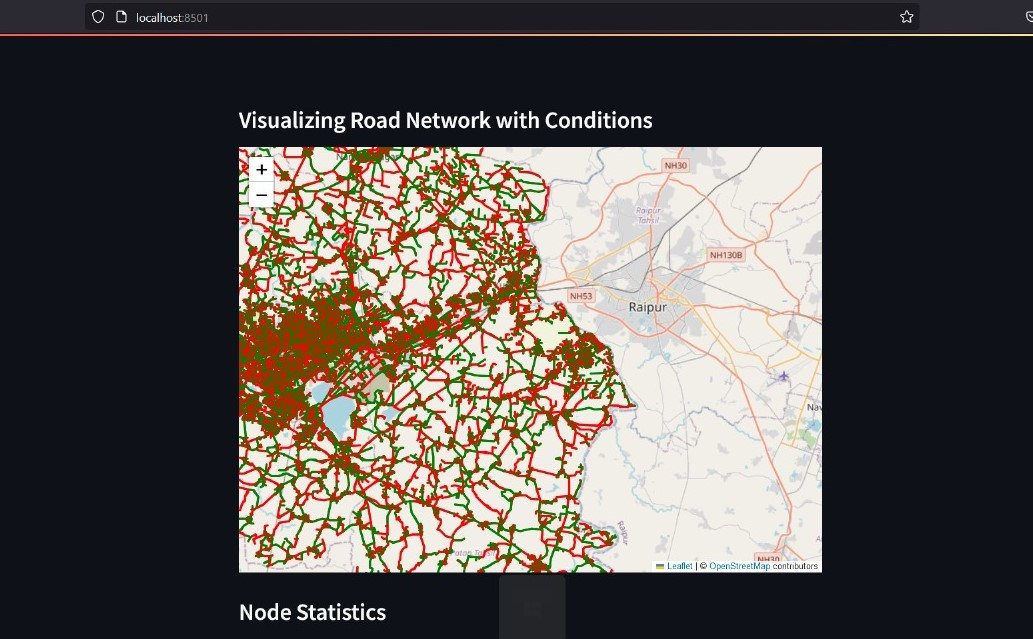 localhost:8501
Visualizing Road Network with Conditions
+
−
NH30
Raipur
Tahsil
NH130B
NH53
Raipur
Nav
Raipur
NH30
Leaflet | © OpenStreetMap contributors
Node Statistics